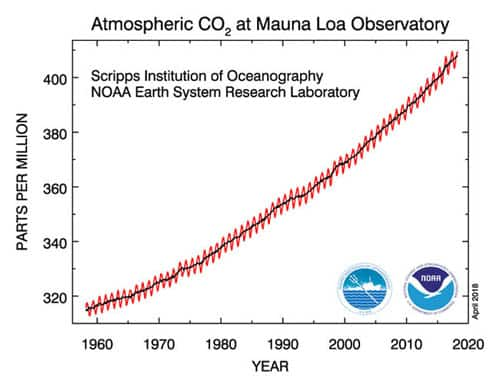 Atmospheric CO₂ at Mauna Loa Observatory
Scripps Institution of Oceanography
NOAA Earth System Research Laboratory
PARTS PER MILLION
400
380
360
340
320
NOAA
April 2018
1960 1970 1980 1990 2000 2010 2020
YEAR